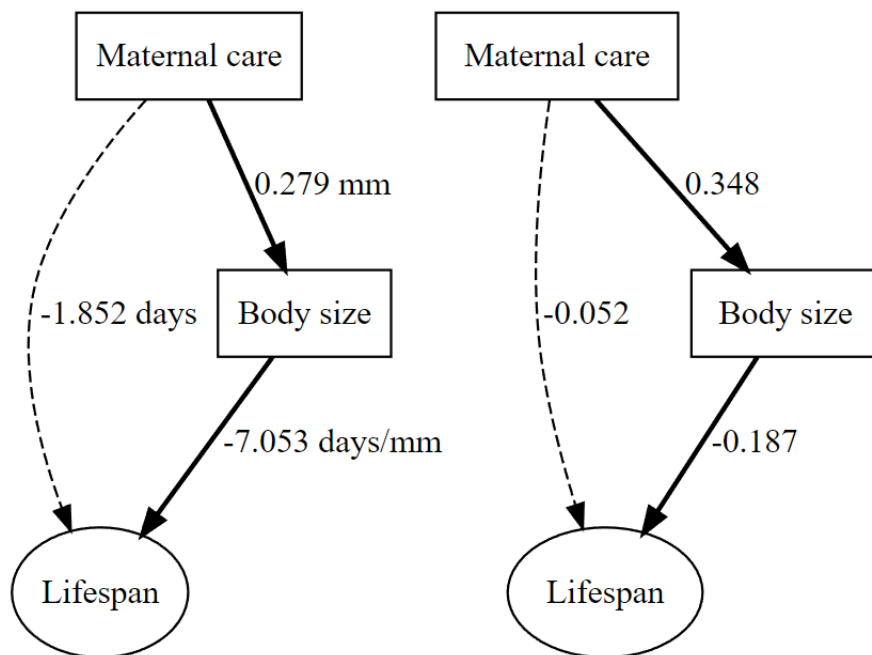 Maternal care
0.279 mm
-1.852 days
Body size
-7.053 days/mm
Lifespan
Maternal care
0.348
-0.052
Body size
-0.187
Lifespan